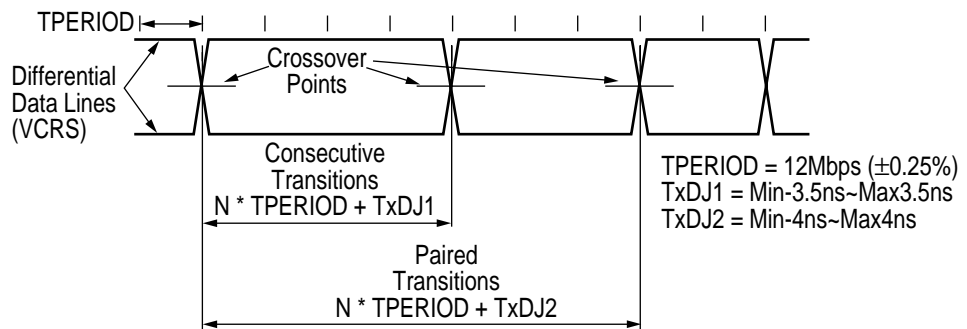 TPERIOD
Differential
Data Lines
(VCRS)
Crossover
Points
Consecutive
Transitions
N * TPERIOD + TxDJ1
TPERIOD = 12Mbps (±0.25%)
TxDJ1 = Min-3.5ns~Max3.5ns
TxDJ2 = Min-4ns~Max4ns
Paired
Transitions
N * TPERIOD + TxDJ2